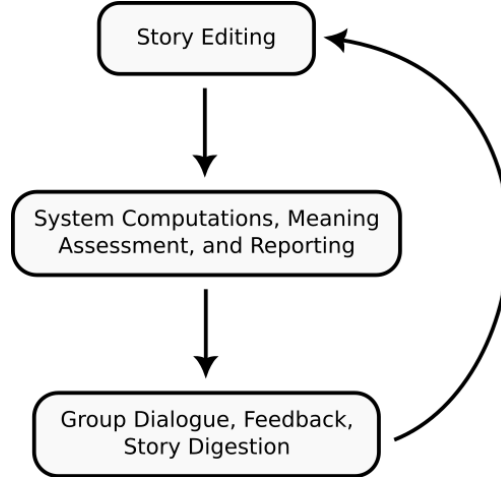 Story Editing
System Computations, Meaning
Assessment, and Reporting
Group Dialogue, Feedback,
Story Digestion